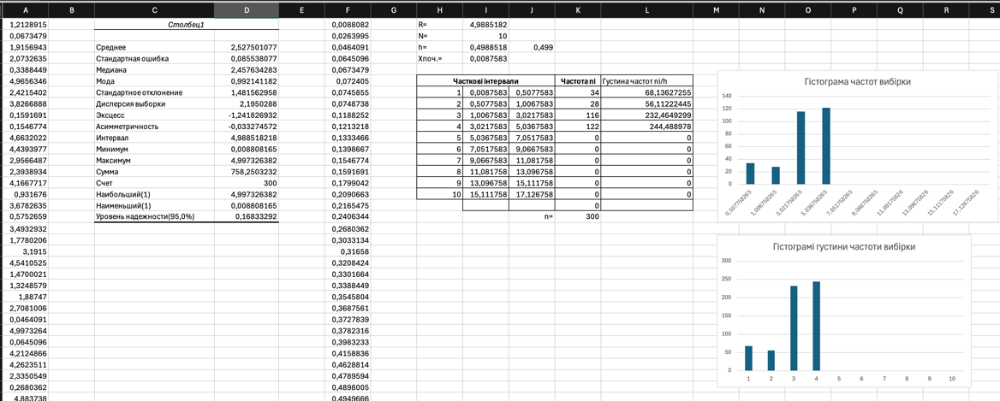 A B C D E F G H I J K L M N O P Q R S
1,2128915 Столбец1 0,0088082 R= 4,9885182
0,0673479 0,0263995 N= 10
1,9156943 Среднее 2,527501077 0,0464091 h= 0,4988518 0,499
2,0732635 Стандартная ошибка 0,085538077 0,0645096 Xпоч.= 0,0087583
0,3388449 Медиана 2,457634283 0,0673479
4,9656346 Мода 0,992141182 0,072405 Часткові інтервали Частота ni Густина частот ni/h
2,4215402 Стандартное отклонение 1,481562958 0,0745855 1 0,0087583 0,5077583 34 68,13627255
3,8266888 Дисперсия выборки 2,1950288 0,0748738 2 0,5077583 1,0067583 28 56,11222445
0,1591691 Эксцесс -1,241826932 0,1188252 3 1,0067583 3,0217583 116 232,4649299
0,1546774 Асимметричность -0,033274572 0,1213218 4 3,0217583 5,0367583 122 244,488978
4,6632022 Интервал 4,988518218 0,1333466 5 5,0367583 7,0517583 0 0
4,4393977 Минимум 0,008808165 0,1398667 6 7,0517583 9,0667583 0 0
2,9566487 Максимум 4,997326382 0,1546774 7 9,0667583 11,081758 0 0
2,3938934 Сумма 758,2503232 0,1591691 8 11,081758 13,096758 0 0
4,1667717 Счет 300 0,1799042 9 13,096758 15,111758 0 0
0,931676 Наибольший(1) 4,997326382 0,2090663 10 15,111758 17,126758 0 0
3,6782635 Наименьший(1) 0,008808165 0,2165475 0
0,5752659 Уровень надежности(95,0%) 0,16833292 0,2406344 n= 300
3,4932932 0,2680362
1,7780206 0,3033134
3,1915 0,31658
4,5410525 0,3208424
1,4700021 0,3301664
1,3248579 0,3388449
1,88747 0,3545804
2,7081006 0,3687561
0,0464091 0,3727839
4,9973264 0,3782316
0,0645096 0,3983233
4,2124866 0,4158836
4,2623511 0,4628814
2,3350549 0,4789594
0,2680362 0,4898005
4,883738 0,4949666
Гістограма частот вибірки
140
120
100
80
60
40
20
0
0,507758265 1,006758265 3,021758265 5,036758265 7,051758265 9,066758265 11,08175826 13,09675826 15,11175826 17,12675826
Гістограмі густини частоти вибірки
300
250
200
150
100
50
0
1 2 3 4 5 6 7 8 9 10